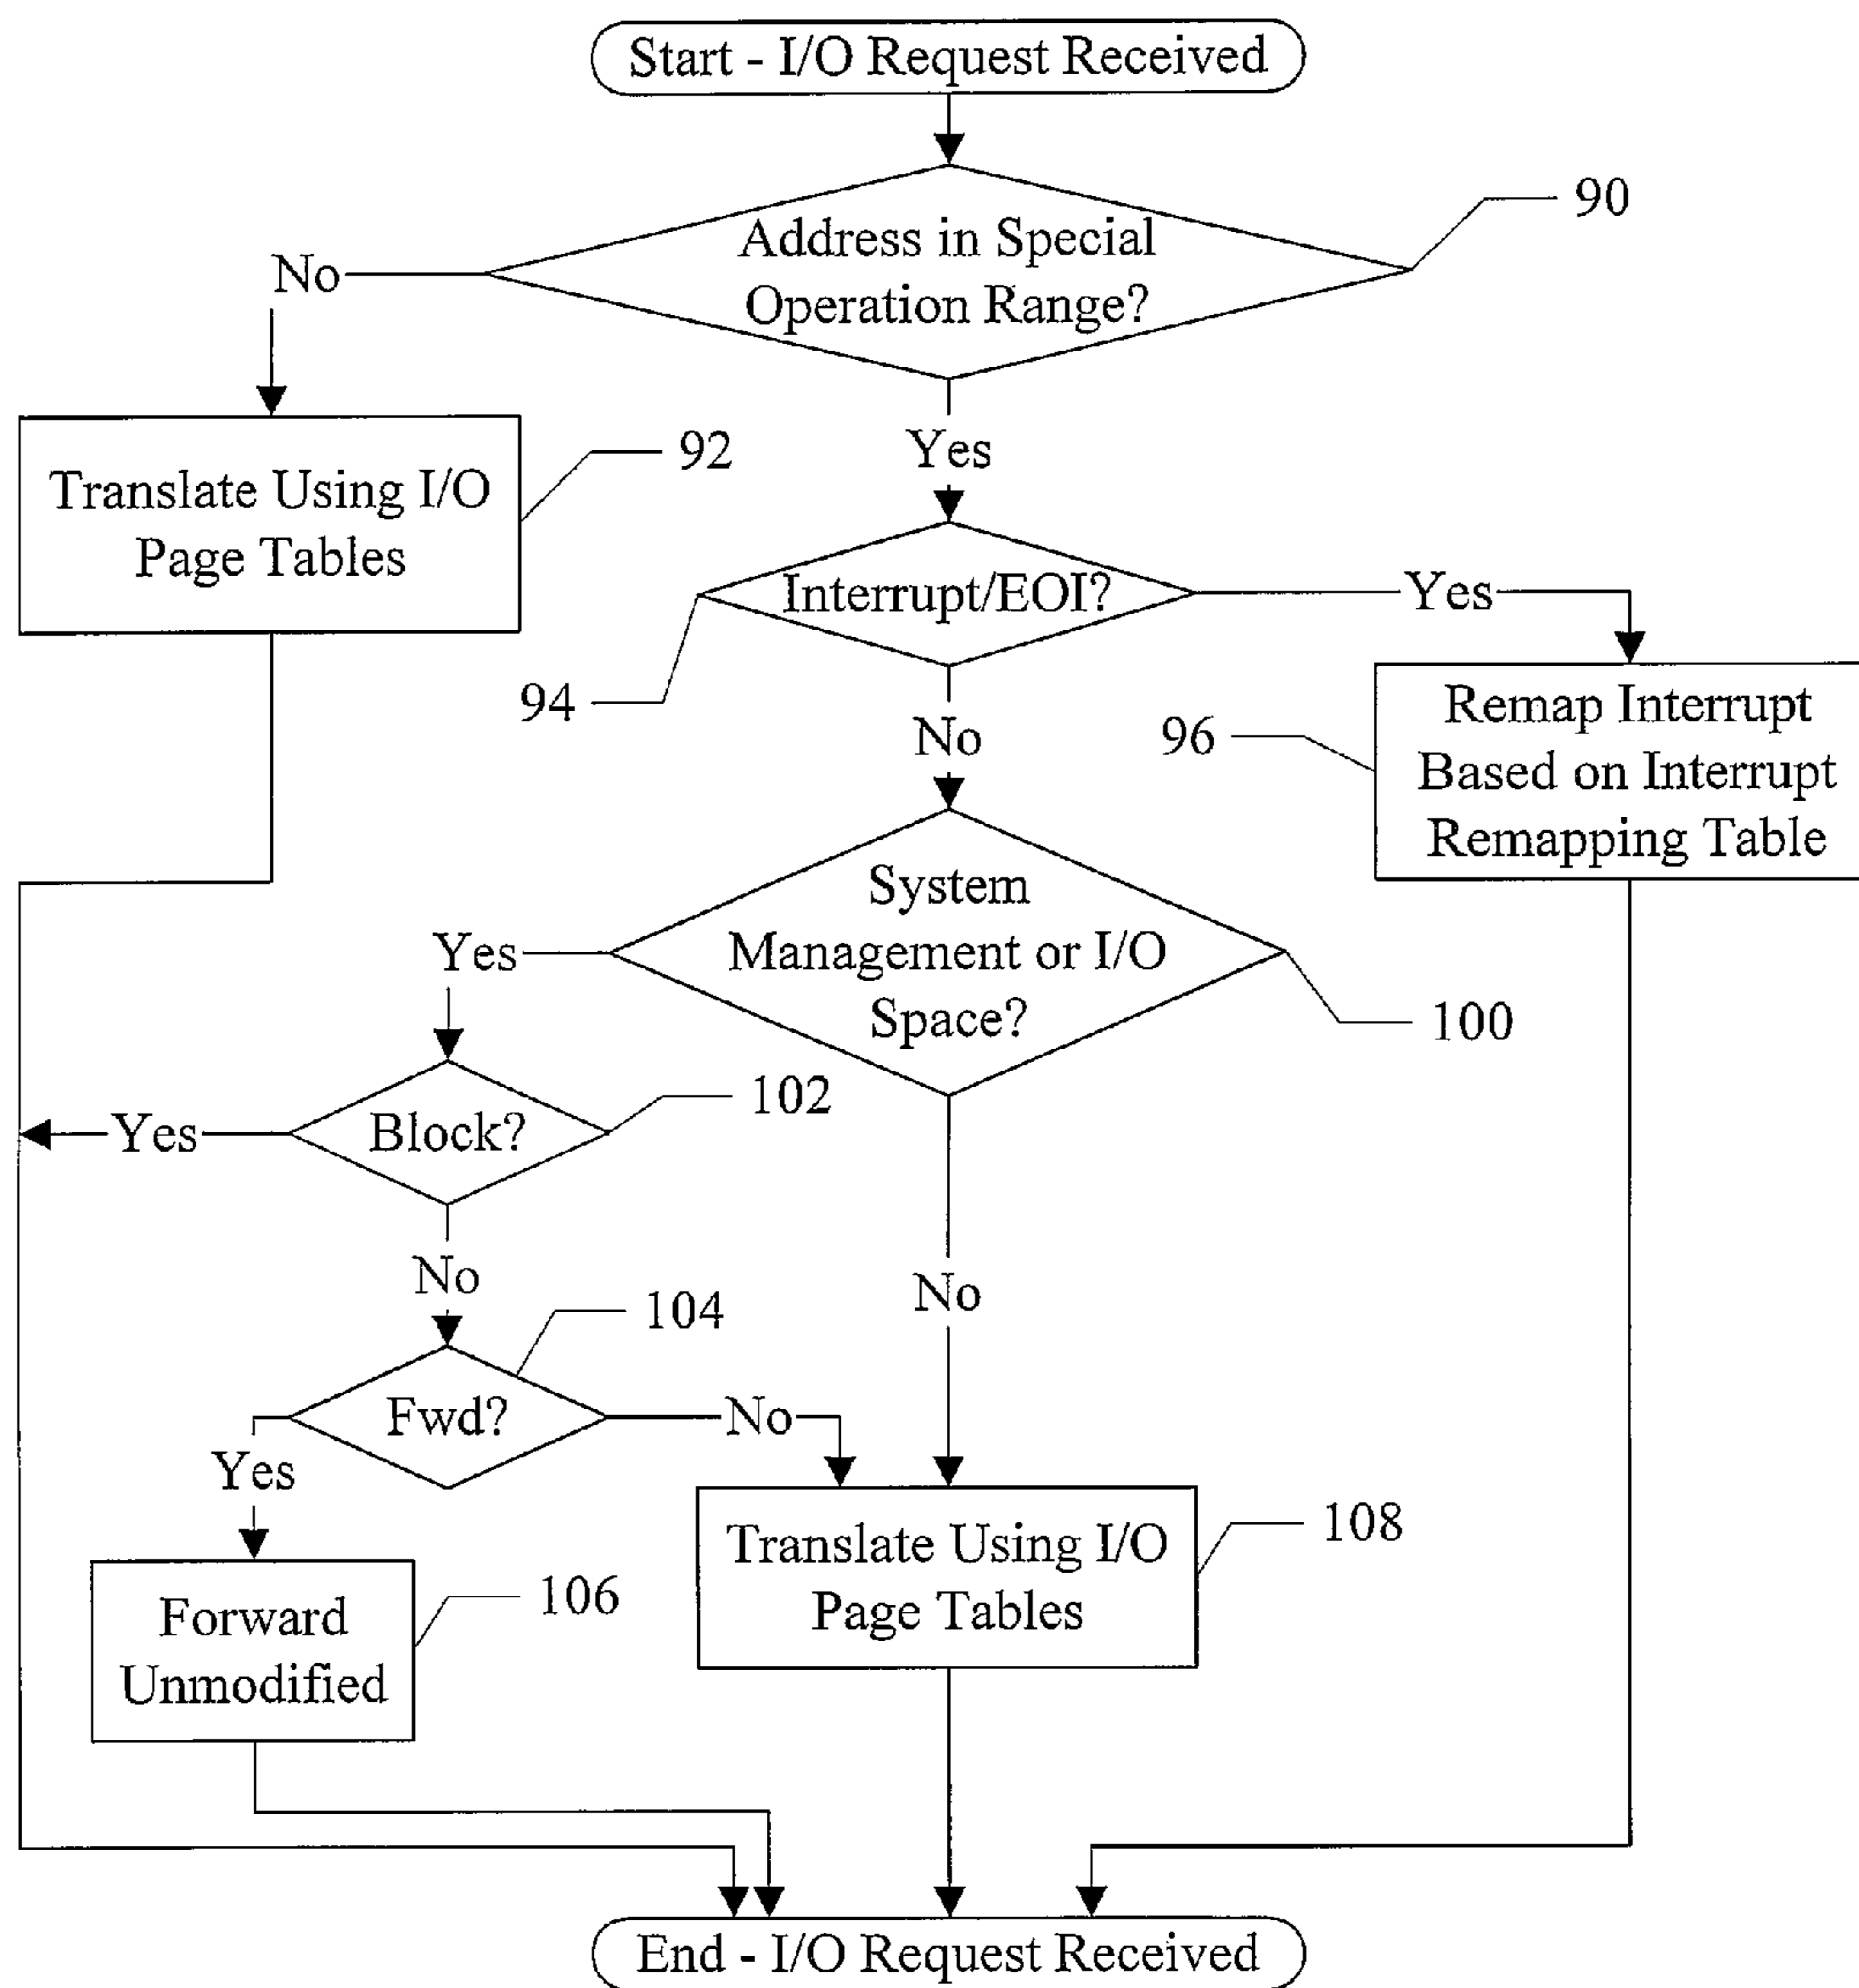 Start - I/O Request Received
Address in Special
Operation Range?
90
No
Yes
Translate Using I/O
Page Tables
92
Interrupt/EOI?
94
Yes
No
Remap Interrupt
Based on Interrupt
Remapping Table
96
System
Management or I/O
Space?
100
Yes
No
Block?
102
Yes
No
Fwd?
104
Yes
No
Forward
Unmodified
106
Translate Using I/O
Page Tables
108
End - I/O Request Received